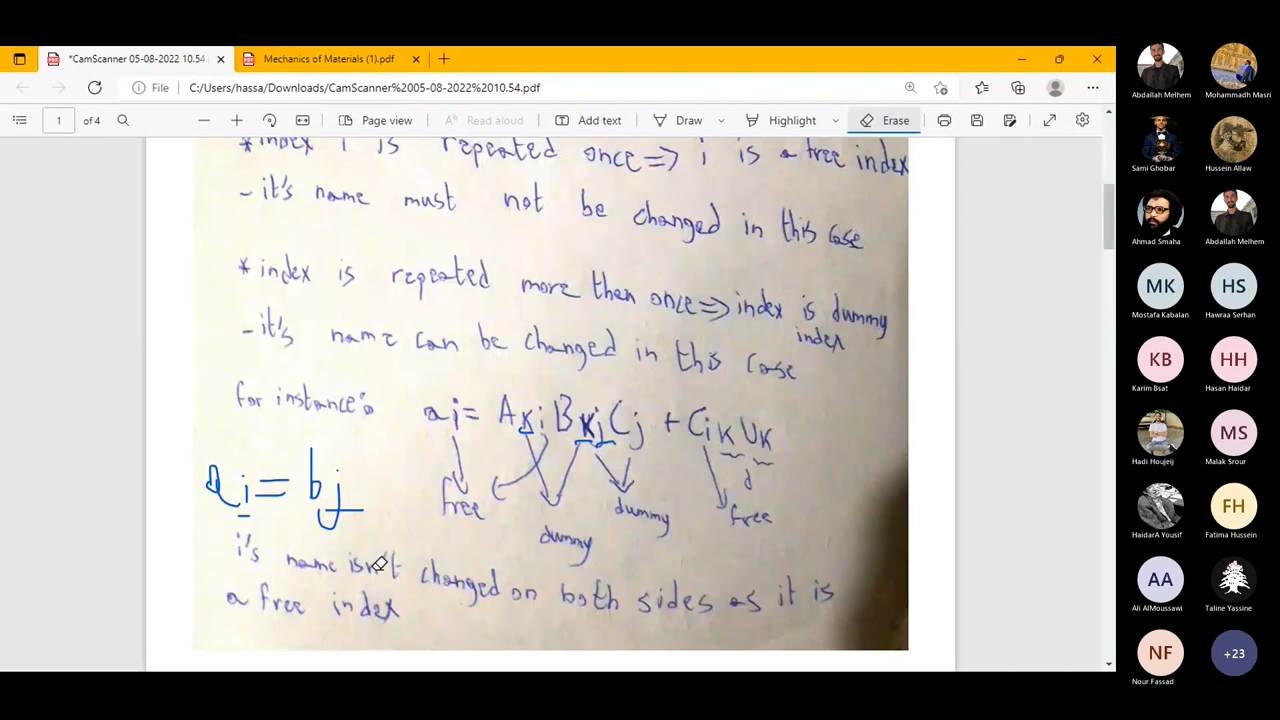 *CamScanner 05-08-2022 10.54
Mechanics of Materials (1).pdf
File
C:/Users/hassa/Downloads/CamScanner%2005-08-2022%2010.54.pdf
1 of 4
Page view
Read aloud
Add text
Draw
Highlight
Erase
*index i is repeated once => i is a free index
- it's name must not be changed in this case
* index is repeated more then once => index is dummy
index
- it's name can be changed in this case
for instance: ai = AKi BKj Cj + CiK UK
ai = bj
free
dummy
dummy
d
free
i's name isn't changed on both sides as it is
a free index
Abdallah Melhem
Mohammadh Masri
Sami Ghobar
Hussein Allaw
Ahmad Smaha
Abdallah Melhem
MK
HS
Mostafa Kabalan
Hawraa Serhan
KB
HH
Karim Bsat
Hasan Haidar
MS
Hadi Houjeij
Malak Srour
FH
HaidarA Yousif
Fatima Hussein
AA
Ali AlMoussawi
Taline Yassine
NF
+23
Nour Fassad